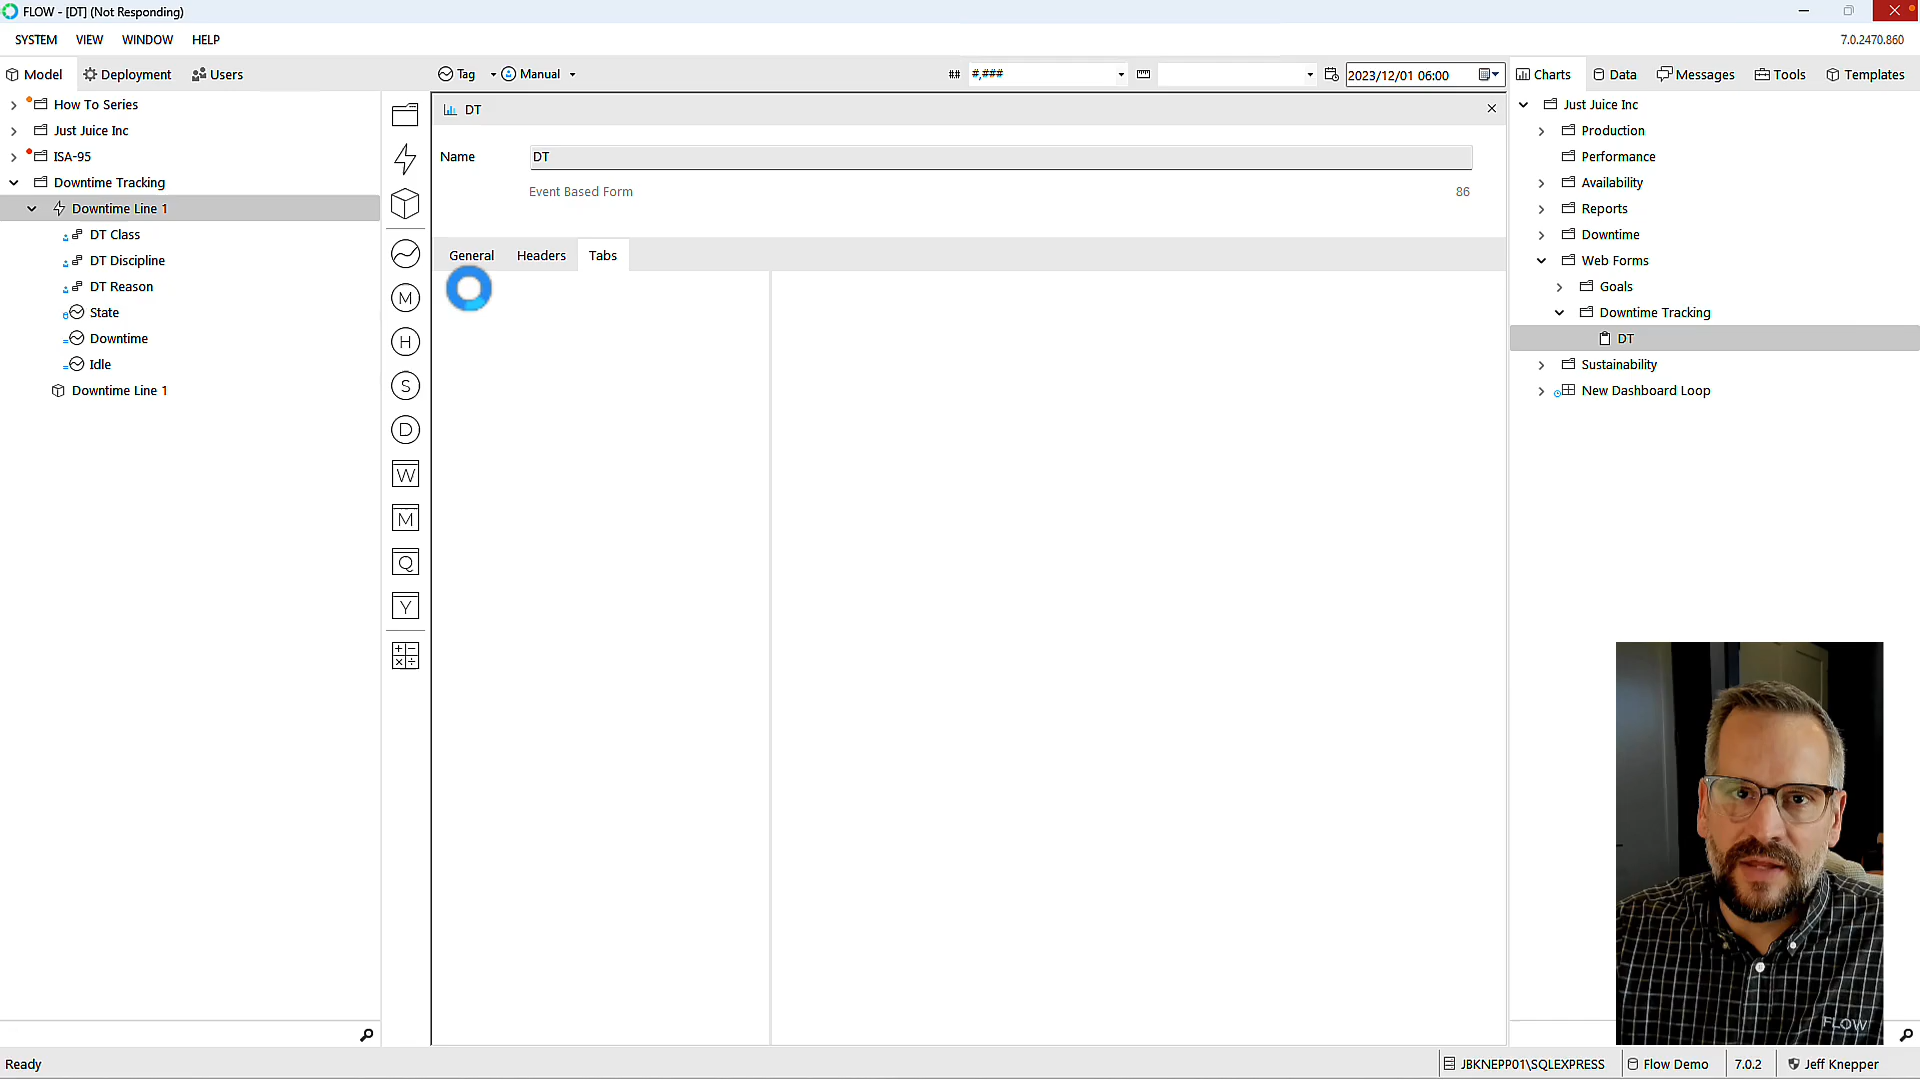 FLOW - [DT] (Not Responding)
SYSTEM VIEW WINDOW HELP
7.0.2470.860
Model Deployment Users
Tag Manual
## #,### 2023/12/01 06:00
Charts Data Messages Tools Templates
How To Series
Just Juice Inc
ISA-95
Downtime Tracking
Downtime Line 1
DT Class
DT Discipline
DT Reason
State
Downtime
Idle
Downtime Line 1
M
H
S
D
W
M
Q
Y
DT
Name DT
Event Based Form 86
General Headers Tabs
Just Juice Inc
Production
Performance
Availability
Reports
Downtime
Web Forms
Goals
Downtime Tracking
DT
Sustainability
New Dashboard Loop
FLOW
Ready
JBKNEPP01\SQLEXPRESS Flow Demo 7.0.2 Jeff Knepper